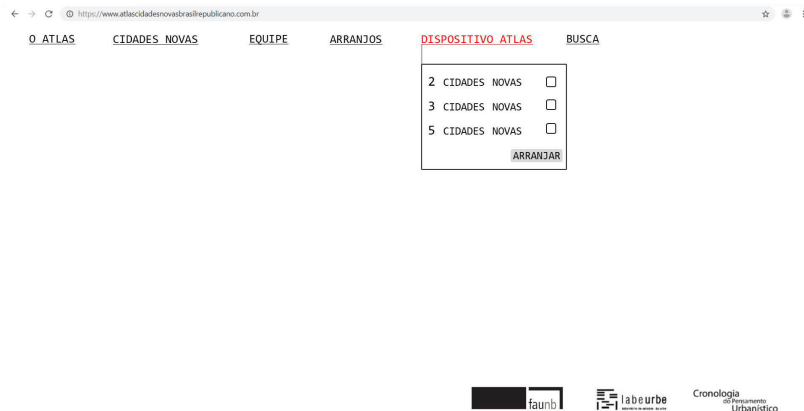 https://www.atlascidadesnovasbrasilrepublicano.com.br
O ATLAS CIDADES NOVAS EQUIPE ARRANJOS DISPOSITIVO ATLAS BUSCA
2 CIDADES NOVAS
3 CIDADES NOVAS
5 CIDADES NOVAS
ARRANJAR
faunb
labeurbe
Cronologia
do Pensamento
Urbanístico